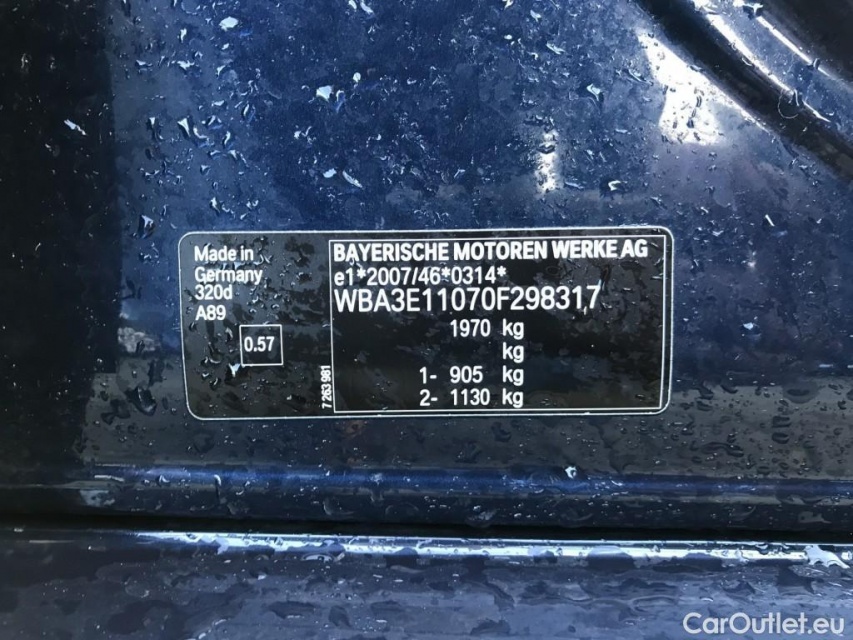 Made in
Germany
320d
A89
0.57
7 263 981
BAYERISCHE MOTOREN WERKE AG
e1*2007/46*0314*
WBA3E11070F298317
1970 kg
kg
1- 905 kg
2- 1130 kg
CarOutlet.eu